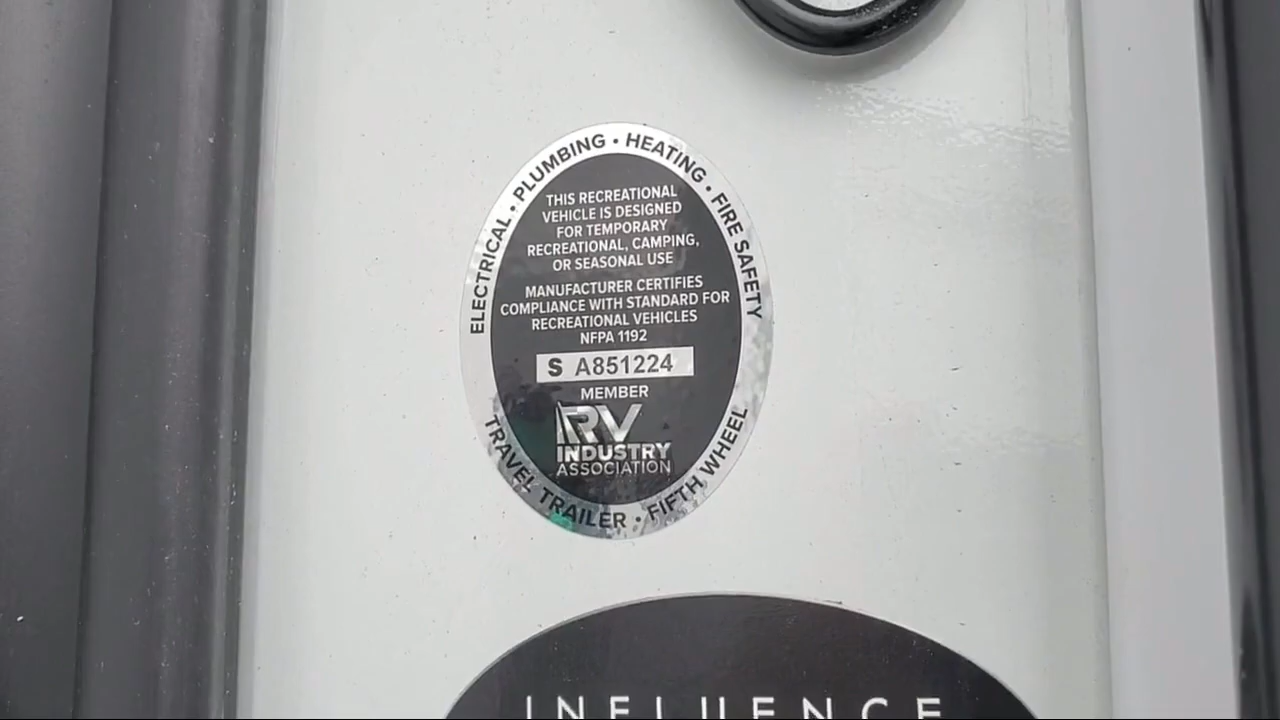 ELECTRICAL • PLUMBING • HEATING • FIRE SAFETY
THIS RECREATIONAL
VEHICLE IS DESIGNED
FOR TEMPORARY
RECREATIONAL, CAMPING,
OR SEASONAL USE
MANUFACTURER CERTIFIES
COMPLIANCE WITH STANDARD FOR
RECREATIONAL VEHICLES
NFPA 1192
S A851224
MEMBER
RV
INDUSTRY
ASSOCIATION
TRAVEL TRAILER • FIFTH WHEEL
INFLUENCE